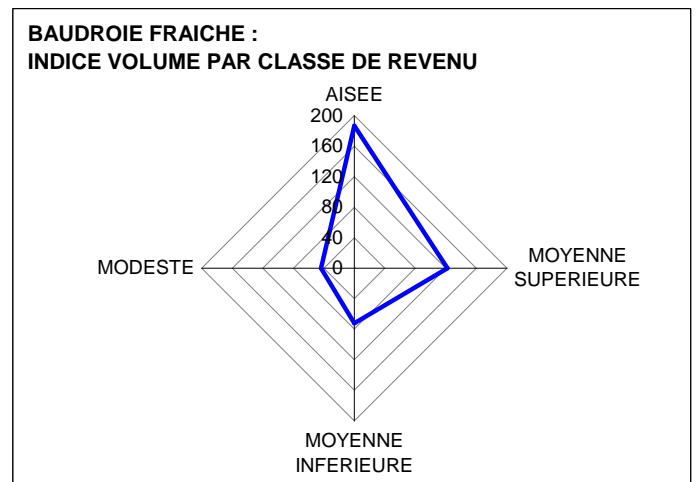 BAUDROIE FRAICHE :
INDICE VOLUME PAR CLASSE DE REVENU
AISEE
200
160
120
80
40
0
MODESTE
MOYENNE
SUPERIEURE
MOYENNE
INFERIEURE